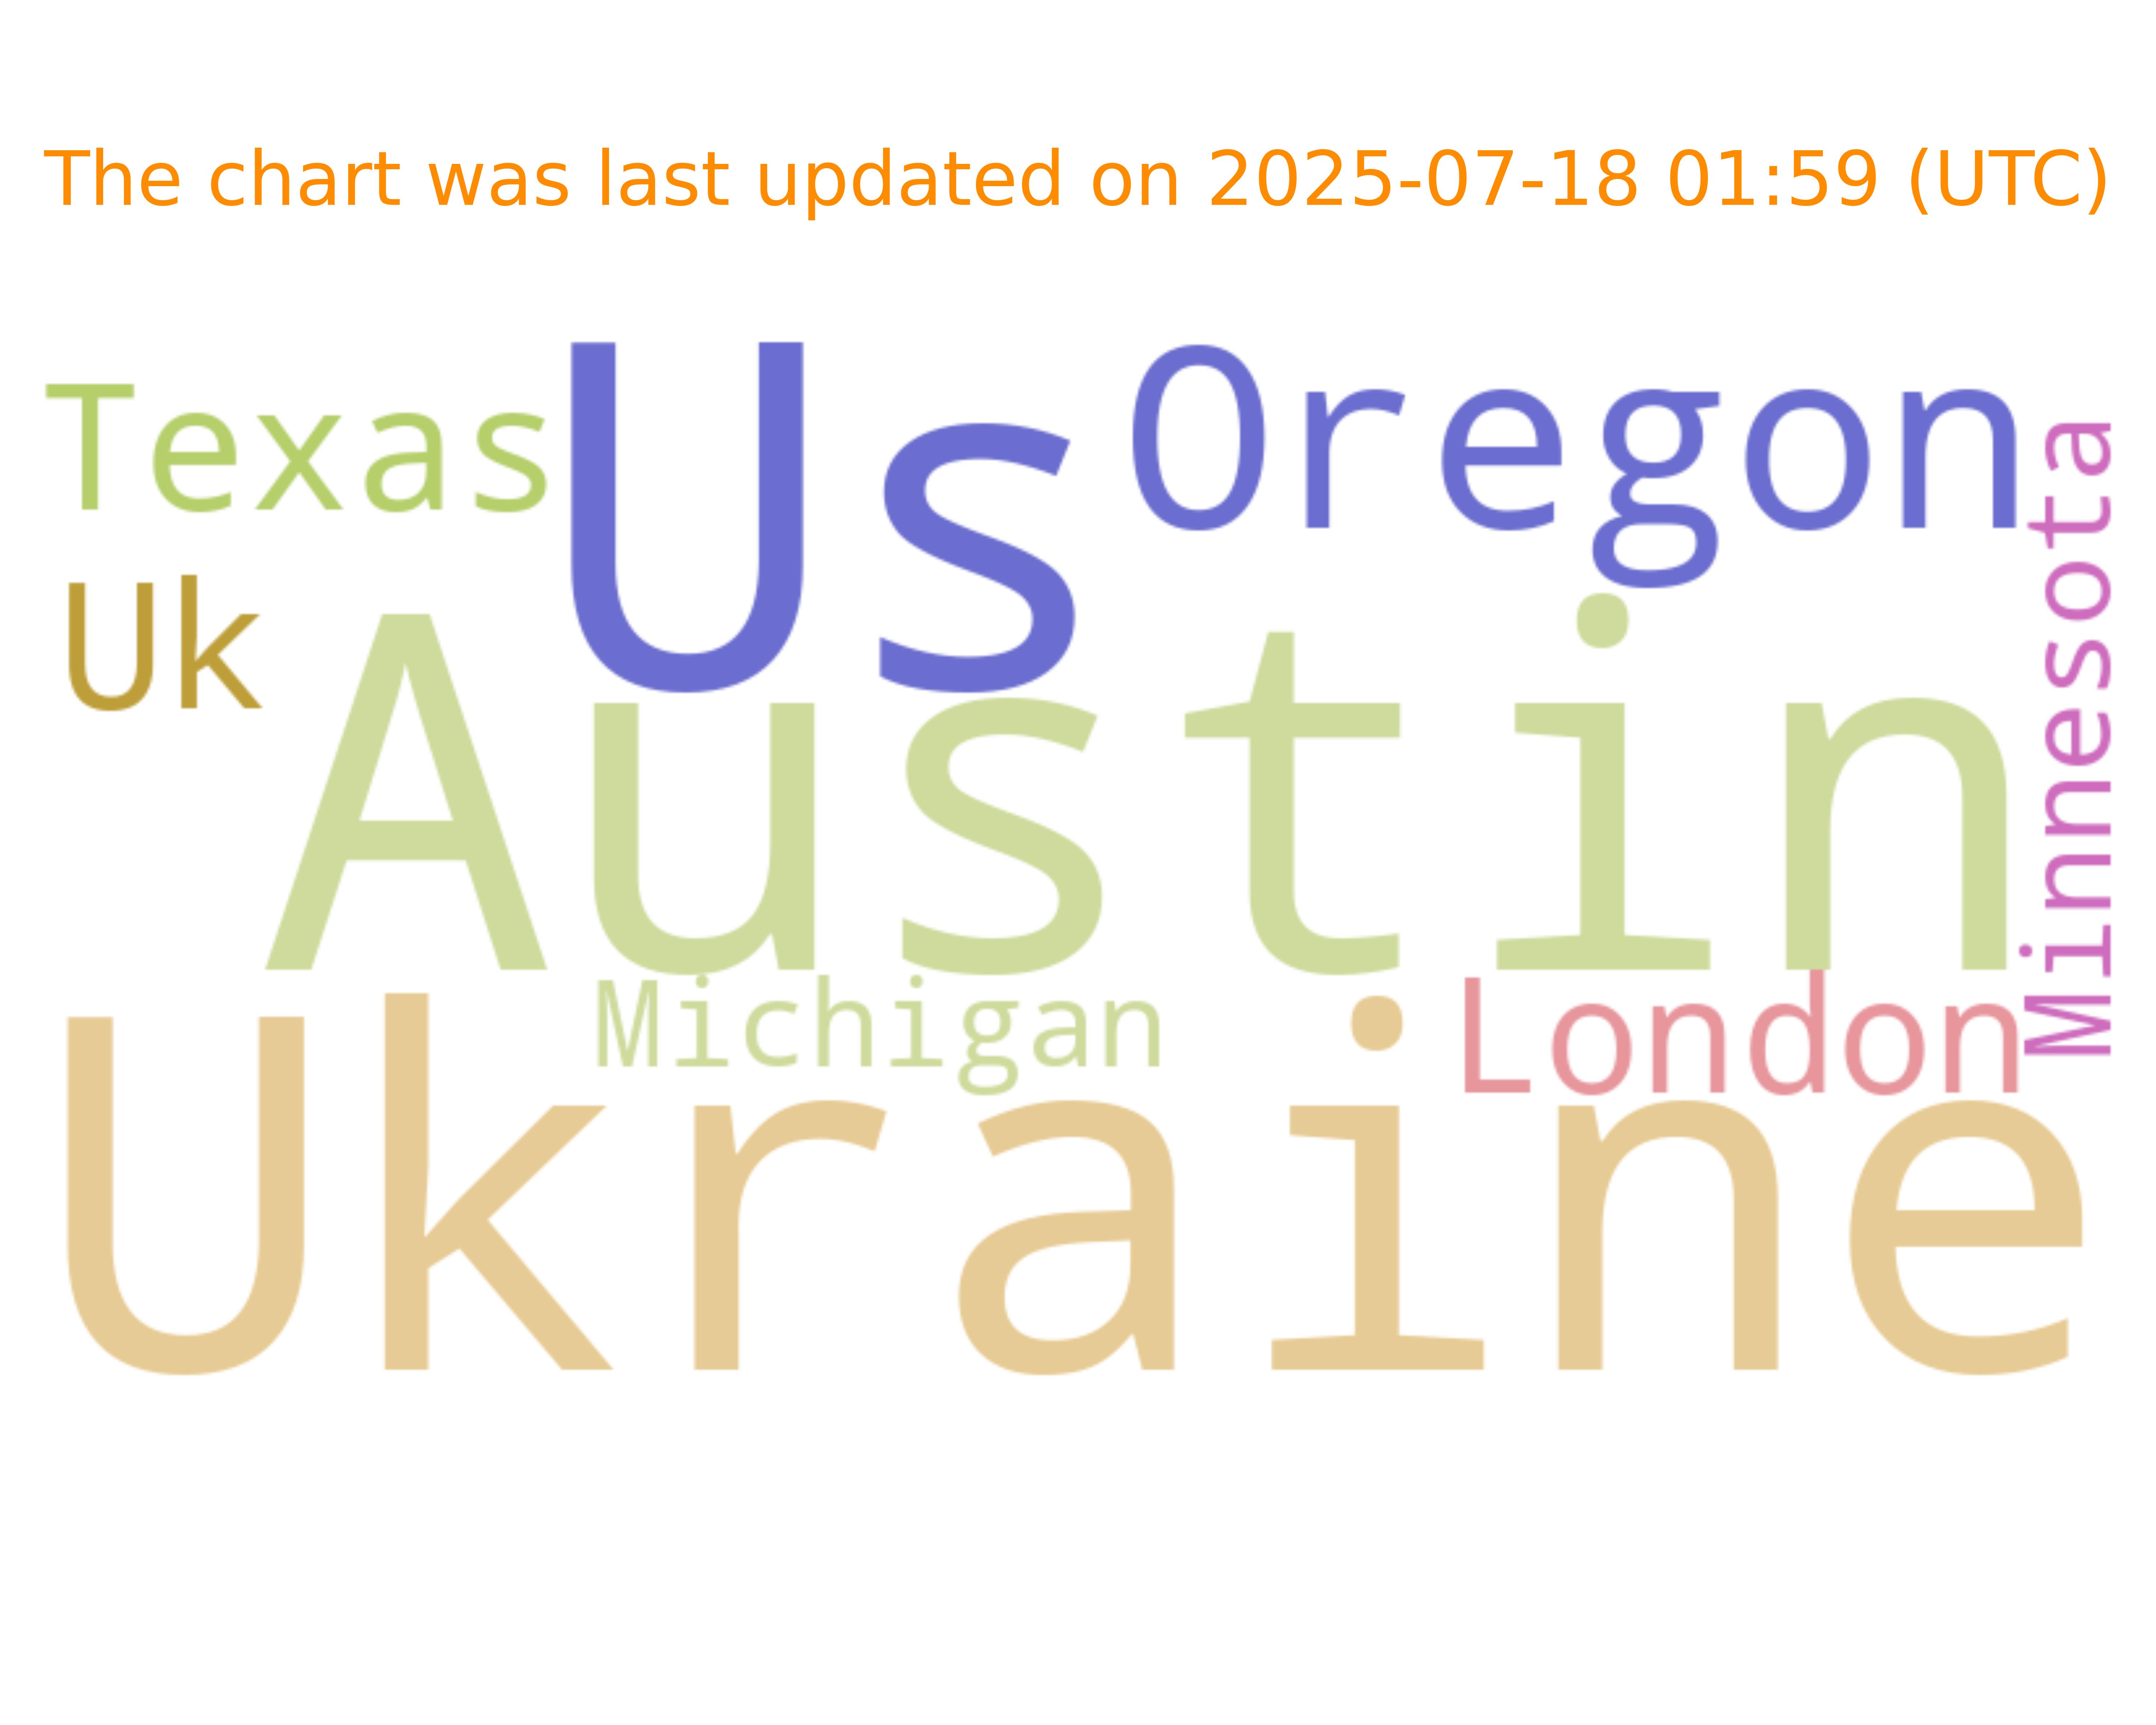 The chart was last updated on 2025-07-18 01:59 (UTC)
Texas
Us
Oregon
Minnesota
Uk
Austin
Michigan
London
Ukraine